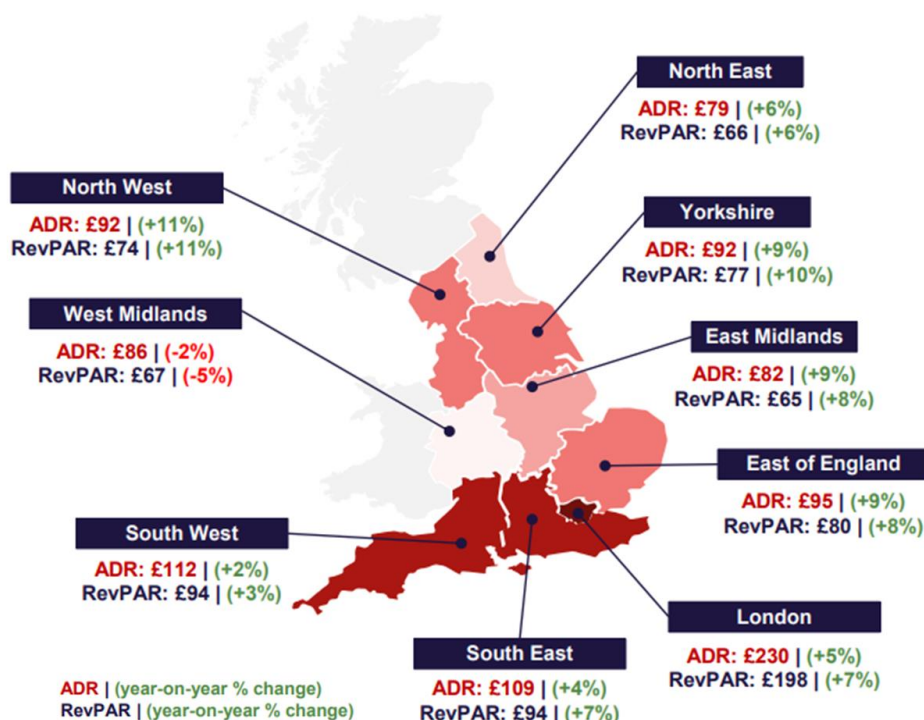 North East
ADR: £79 | (+6%)
RevPAR: £66 | (+6%)
North West
ADR: £92 | (+11%)
RevPAR: £74 | (+11%)
Yorkshire
ADR: £92 | (+9%)
RevPAR: £77 | (+10%)
West Midlands
ADR: £86 | (-2%)
RevPAR: £67 | (-5%)
East Midlands
ADR: £82 | (+9%)
RevPAR: £65 | (+8%)
East of England
ADR: £95 | (+9%)
RevPAR: £80 | (+8%)
South West
ADR: £112 | (+2%)
RevPAR: £94 | (+3%)
London
ADR: £230 | (+5%)
RevPAR: £198 | (+7%)
South East
ADR: £109 | (+4%)
RevPAR: £94 | (+7%)
ADR | (year-on-year % change)
RevPAR | (year-on-year % change)